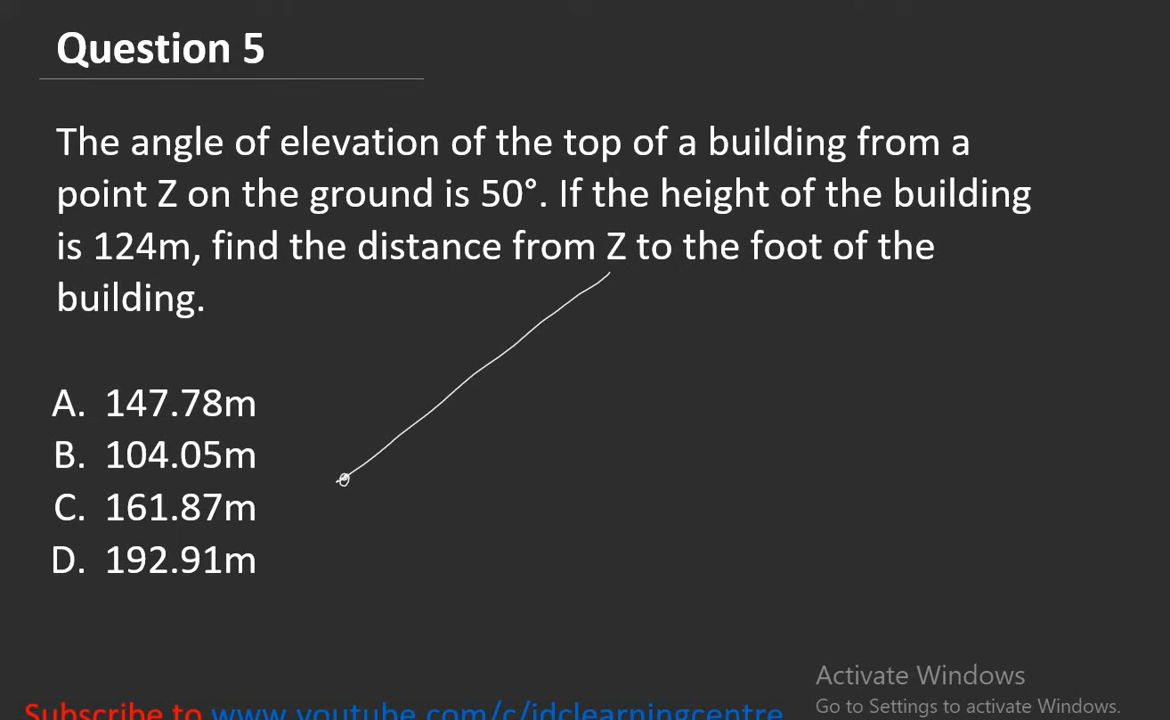 Question 5
The angle of elevation of the top of a building from a
point Z on the ground is 50°. If the height of the building
is 124m, find the distance from Z to the foot of the
building.
A. 147.78m
B. 104.05m
C. 161.87m
D. 192.91m
Activate Windows
Go to Settings to activate Windows.
Subscribe to www.youtube.com/c/jdclearningcentre